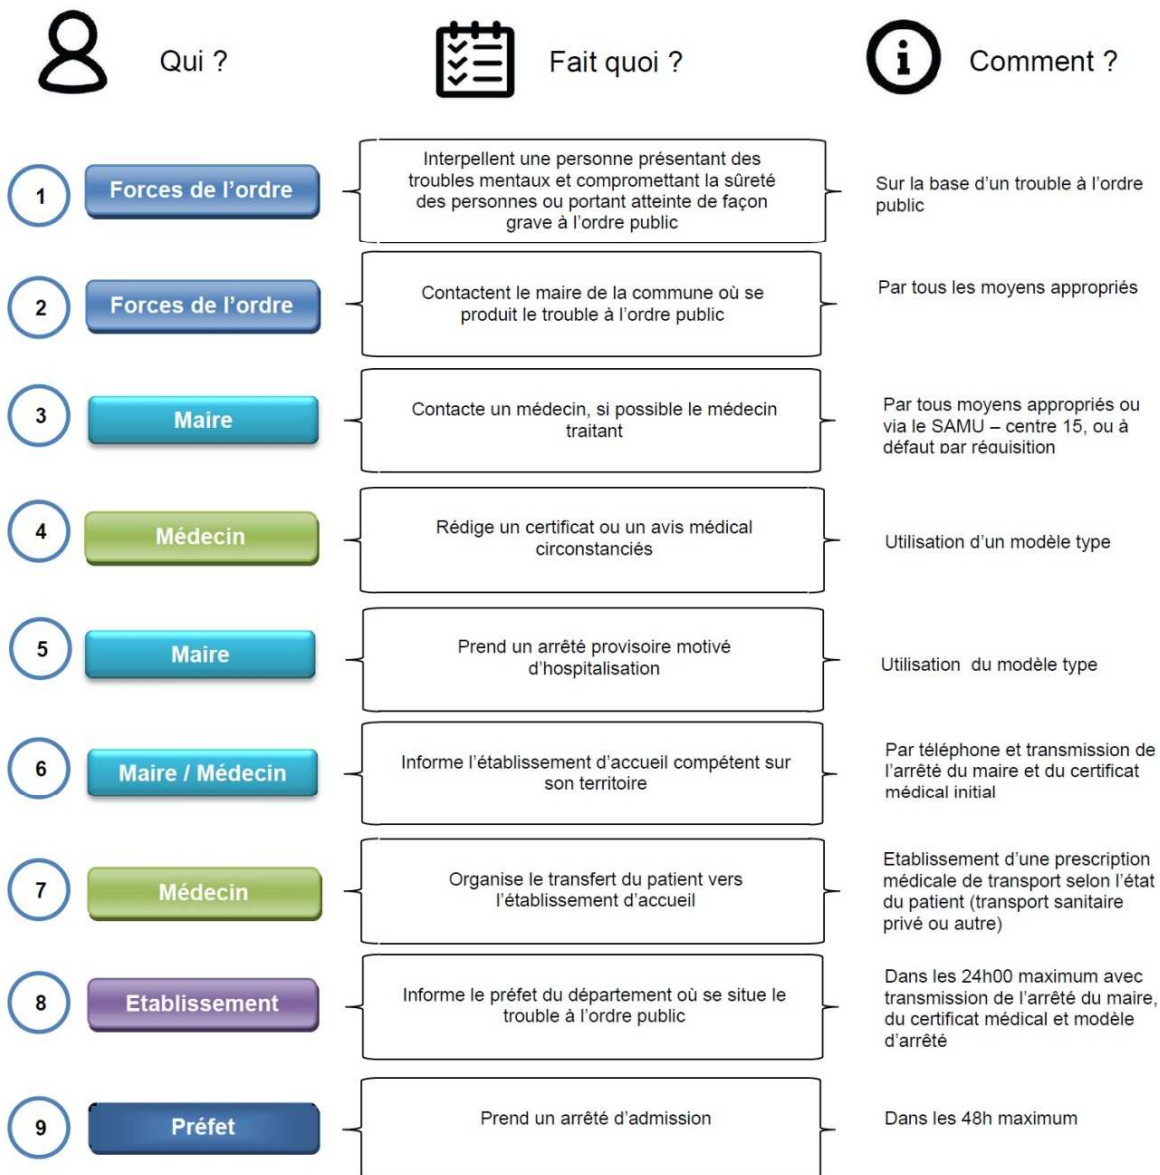 Qui ?
Fait quoi ?
Comment ?
1
Forces de l’ordre
Interpellent une personne présentant des
troubles mentaux et compromettant la sûreté
des personnes ou portant atteinte de façon
grave à l’ordre public
Sur la base d’un trouble à l’ordre
public
2
Forces de l’ordre
Contactent le maire de la commune où se
produit le trouble à l’ordre public
Par tous les moyens appropriés
3
Maire
Contacte un médecin, si possible le médecin
traitant
Par tous moyens appropriés ou
via le SAMU – centre 15, ou à
défaut par réquisition
4
Médecin
Rédige un certificat ou un avis médical
circonstanciés
Utilisation d’un modèle type
5
Maire
Prend un arrêté provisoire motivé
d’hospitalisation
Utilisation du modèle type
6
Maire / Médecin
Informe l’établissement d’accueil compétent sur
son territoire
Par téléphone et transmission de
l’arrêté du maire et du certificat
médical initial
7
Médecin
Organise le transfert du patient vers
l’établissement d’accueil
Etablissement d’une prescription
médicale de transport selon l’état
du patient (transport sanitaire
privé ou autre)
8
Etablissement
Informe le préfet du département où se situe le
trouble à l’ordre public
Dans les 24h00 maximum avec
transmission de l’arrêté du maire,
du certificat médical et modèle
d’arrêté
9
Préfet
Prend un arrêté d’admission
Dans les 48h maximum